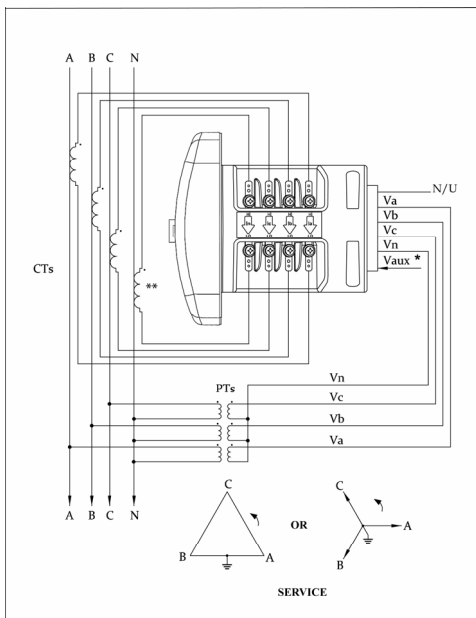 A B C N
N/U
Va
Vb
Vc
Vn
Vaux *
CTs
**
PTs
Vn
Vc
Vb
Va
A B C N
C
B
A
OR
C
A
B
SERVICE